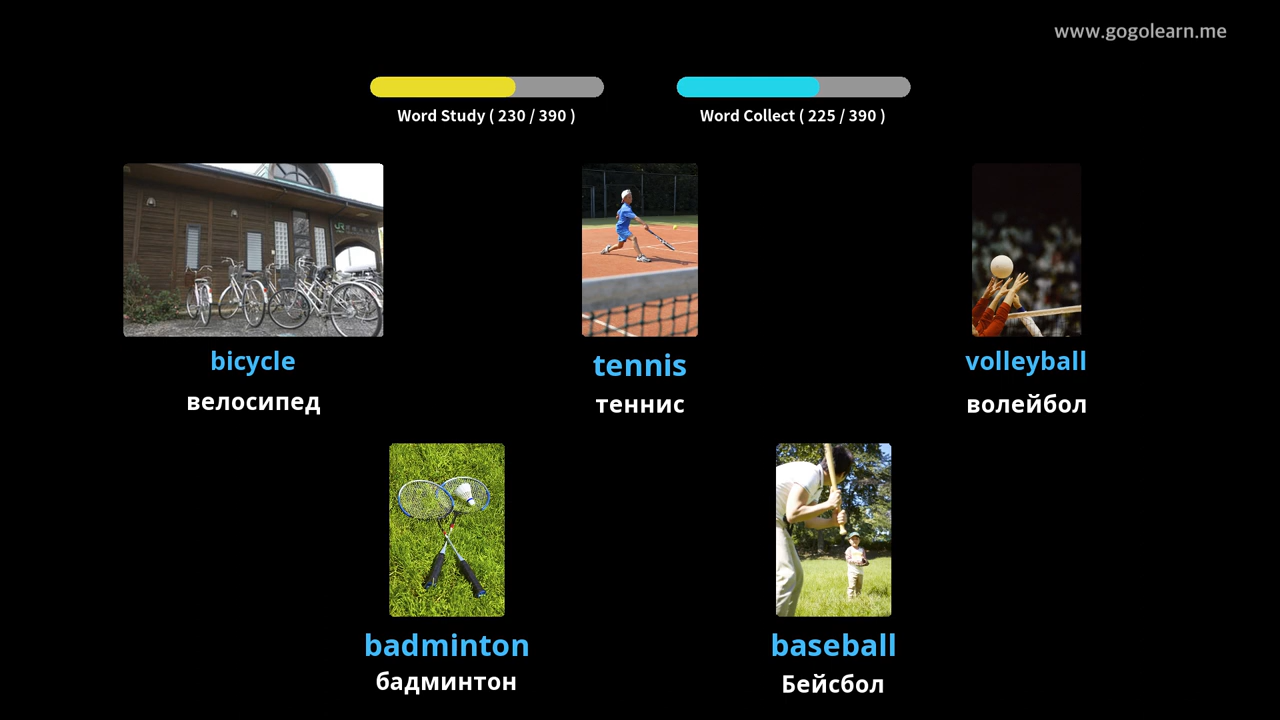 www.gogolearn.me
Word Study ( 230 / 390 )
Word Collect ( 225 / 390 )
bicycle
велосипед
tennis
теннис
volleyball
волейбол
badminton
бадминтон
baseball
Бейсбол